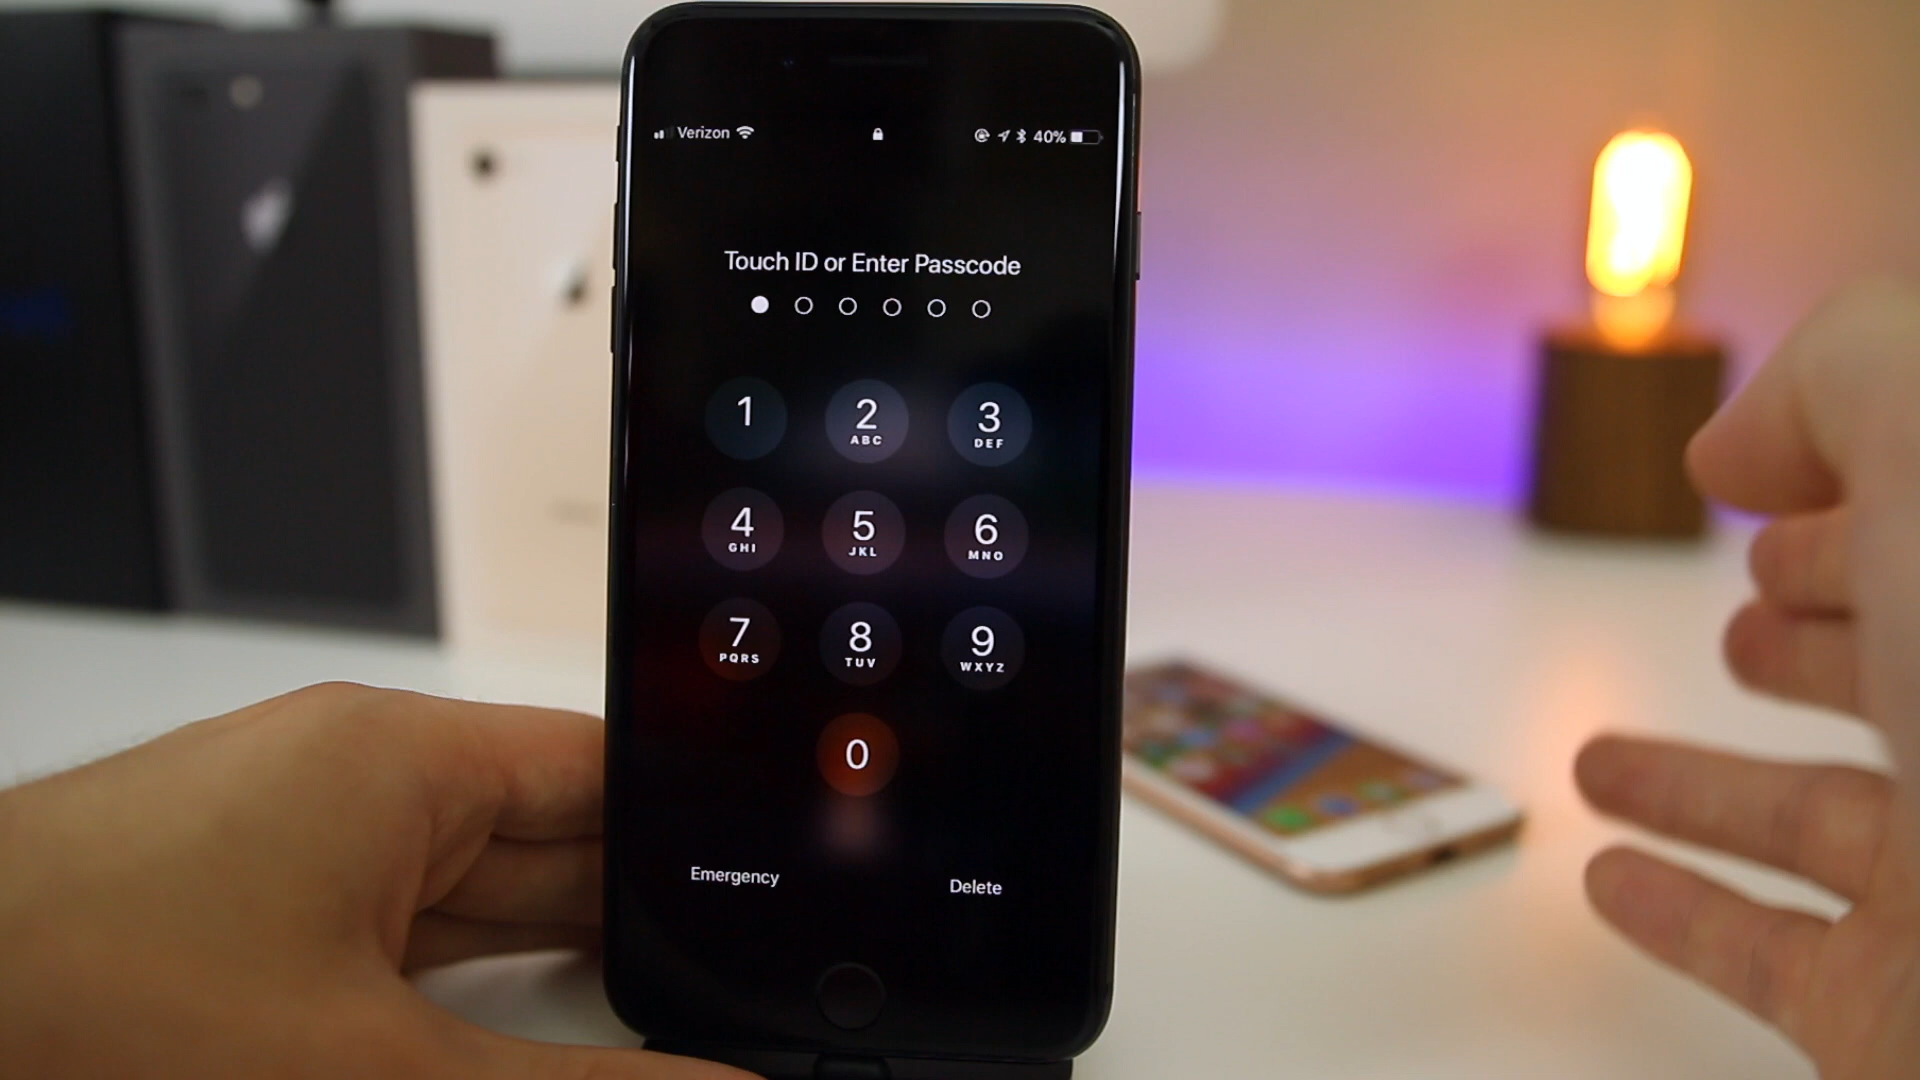 Verizon 40%
Touch ID or Enter Passcode
1 2 3
ABC DEF
4 5 6
GHI JKL MNO
7 8 9
PQRS TUV WXYZ
0
Emergency Delete